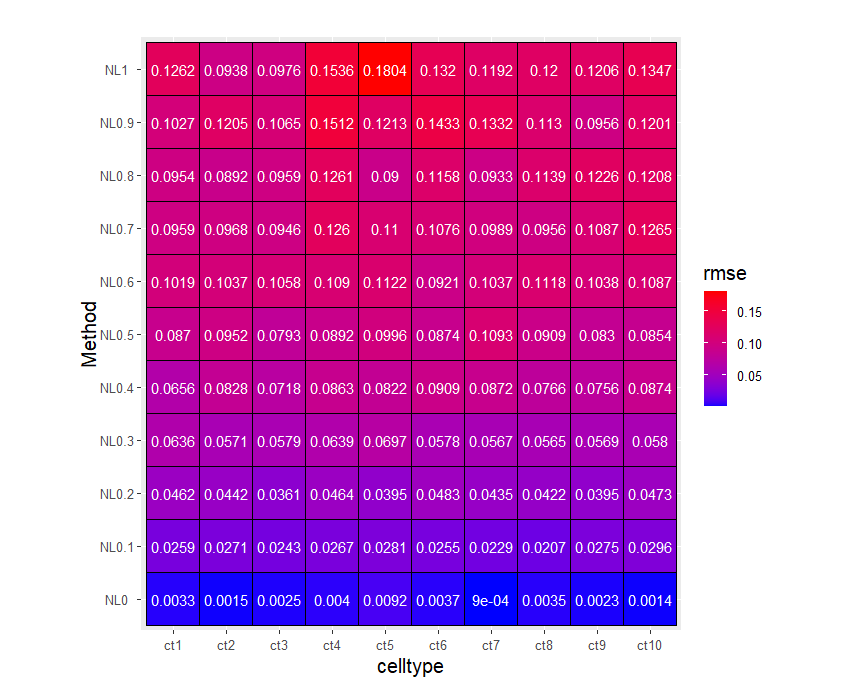 NL1 0.1262 0.0938 0.0976 0.1536 0.1804 0.132 0.1192 0.12 0.1206 0.1347
NL0.9 0.1027 0.1205 0.1065 0.1512 0.1213 0.1433 0.1332 0.113 0.0956 0.1201
NL0.8 0.0954 0.0892 0.0959 0.1261 0.09 0.1158 0.0933 0.1139 0.1226 0.1208
NL0.7 0.0959 0.0968 0.0946 0.126 0.11 0.1076 0.0989 0.0956 0.1087 0.1265
NL0.6 0.1019 0.1037 0.1058 0.109 0.1122 0.0921 0.1037 0.1118 0.1038 0.1087
NL0.5 0.087 0.0952 0.0793 0.0892 0.0996 0.0874 0.1093 0.0909 0.083 0.0854
NL0.4 0.0656 0.0828 0.0718 0.0863 0.0822 0.0909 0.0872 0.0766 0.0756 0.0874
NL0.3 0.0636 0.0571 0.0579 0.0639 0.0697 0.0578 0.0567 0.0565 0.0569 0.058
NL0.2 0.0462 0.0442 0.0361 0.0464 0.0395 0.0483 0.0435 0.0422 0.0395 0.0473
NL0.1 0.0259 0.0271 0.0243 0.0267 0.0281 0.0255 0.0229 0.0207 0.0275 0.0296
NL0 0.0033 0.0015 0.0025 0.004 0.0092 0.0037 9e-04 0.0035 0.0023 0.0014
ct1 ct2 ct3 ct4 ct5 ct6 ct7 ct8 ct9 ct10
celltype
Method
rmse
0.15
0.10
0.05